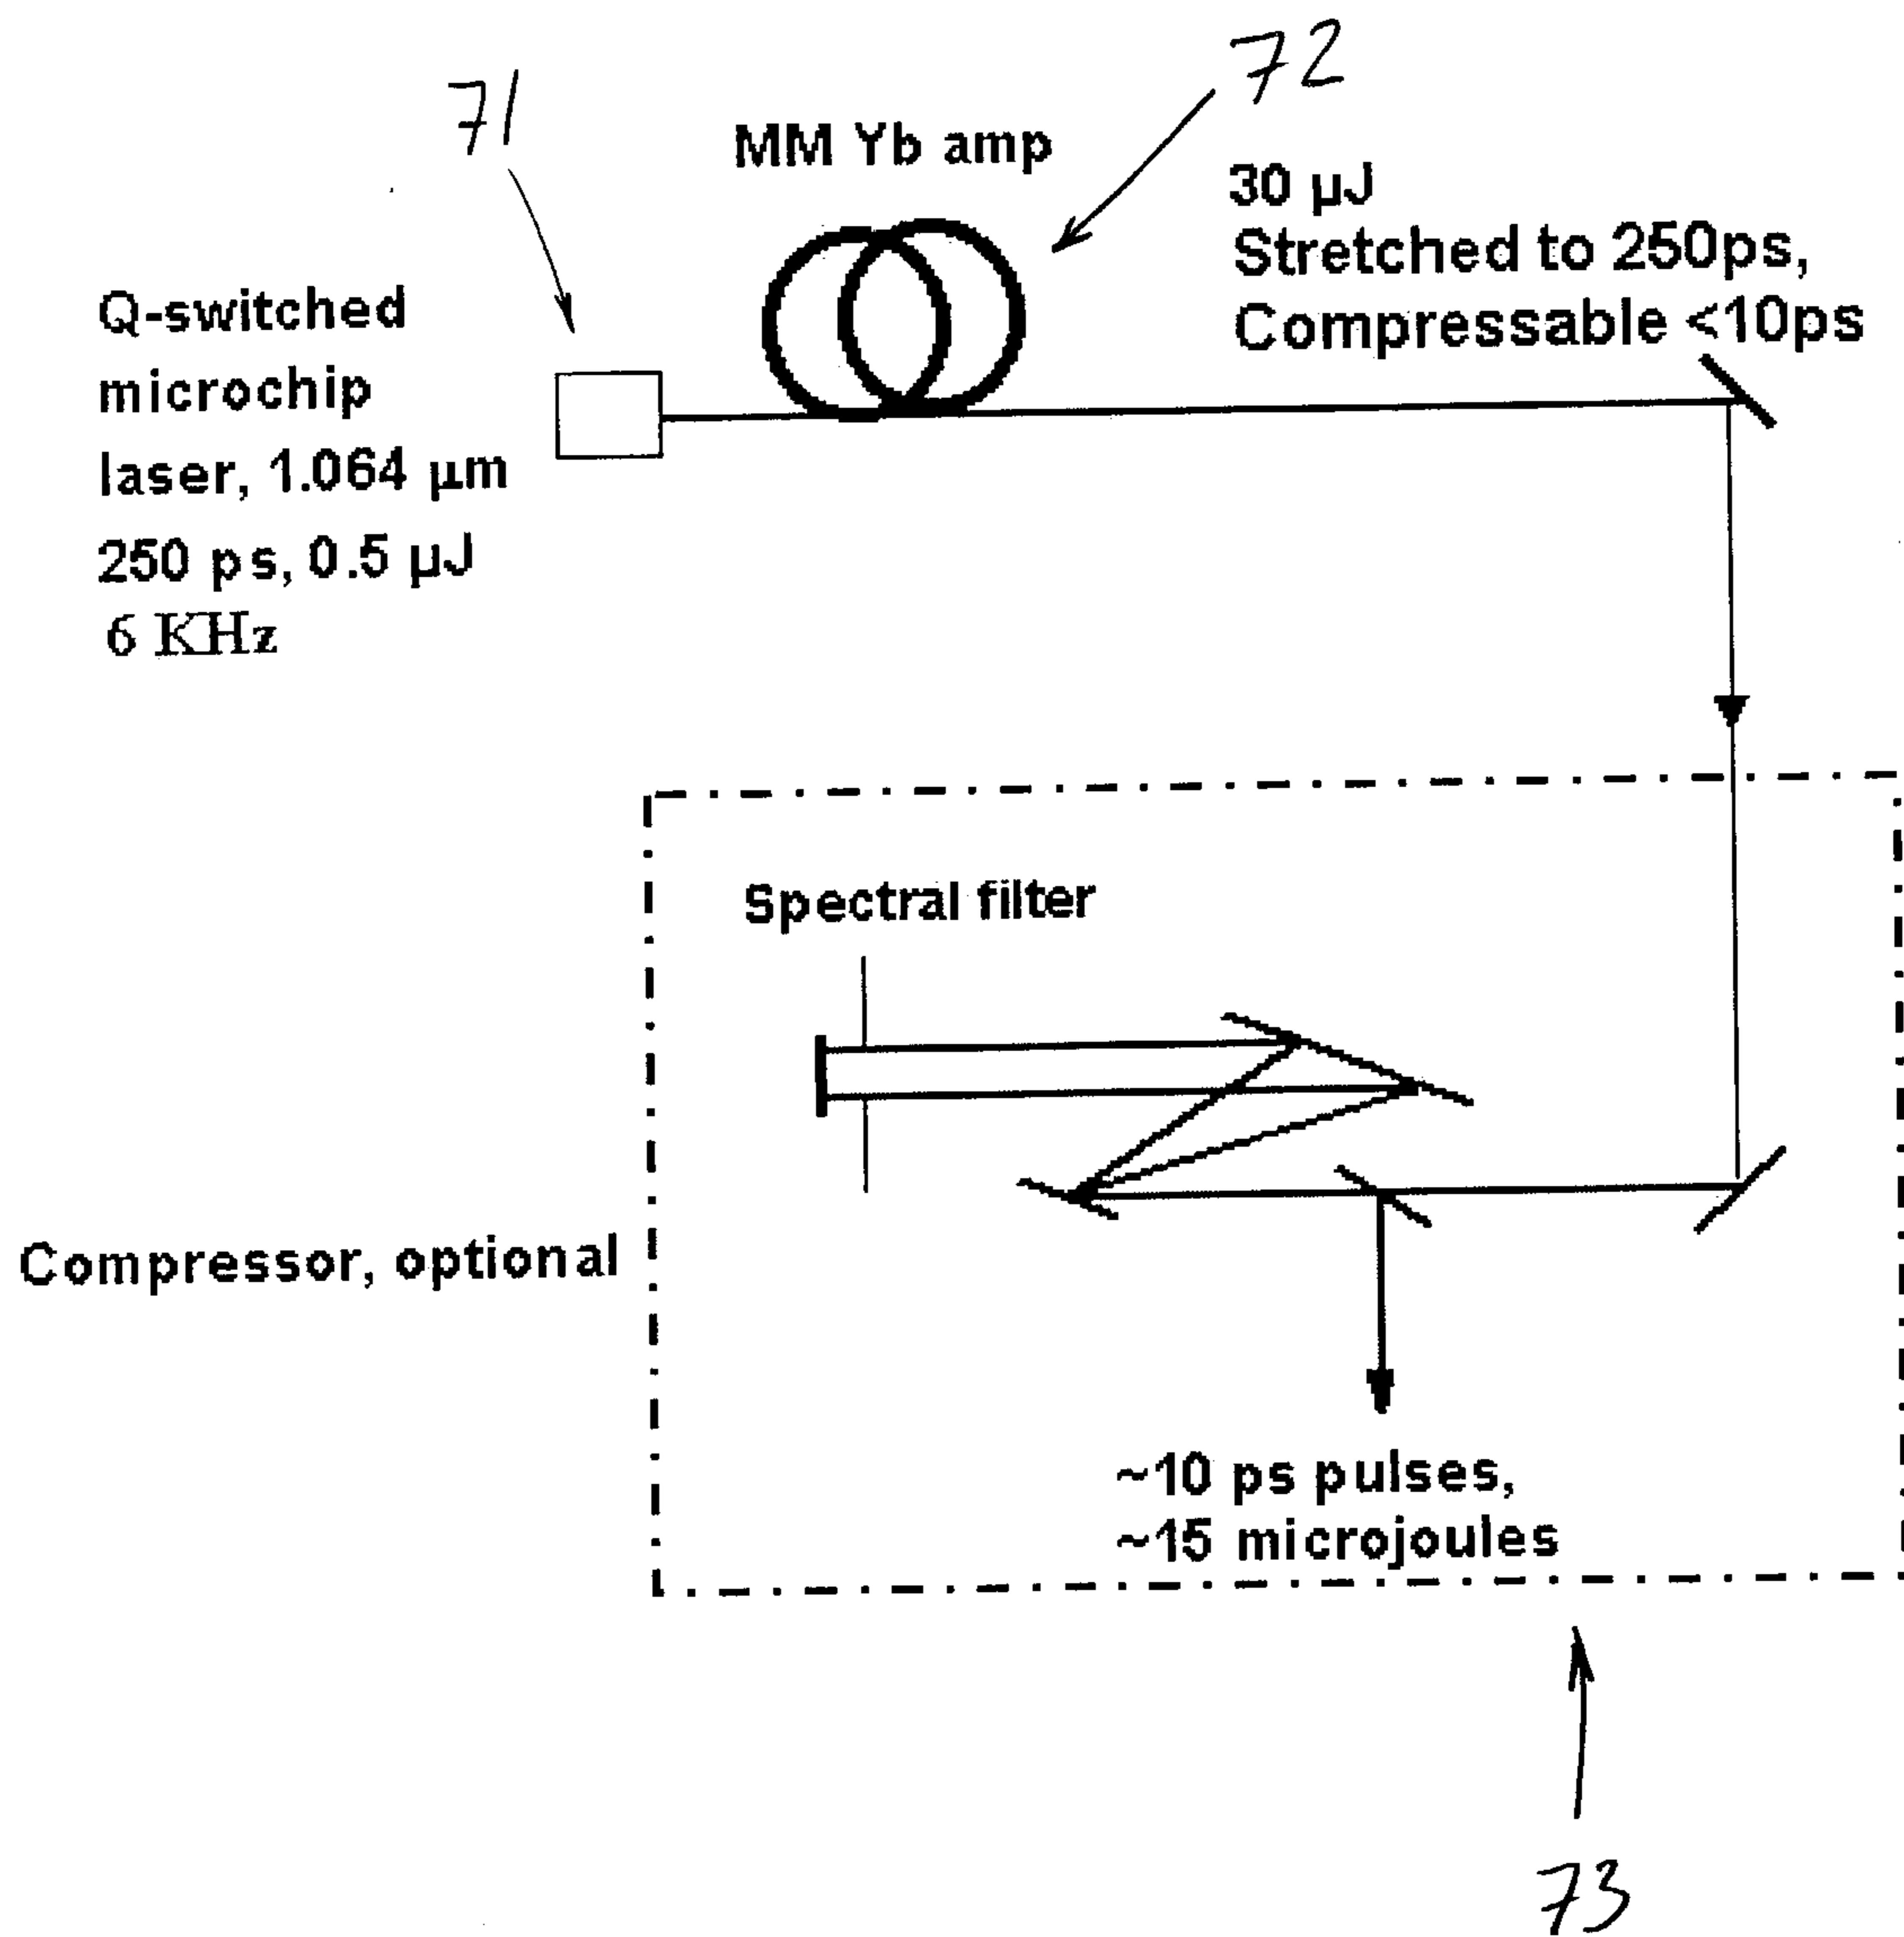 71
72
MM Yb amp
30 μJ
Stretched to 250ps,
Compressable <10ps
Q-switched
microchip
laser, 1.064 μm
250 ps, 0.5 μJ
6 KHz
Spectral filter
Compressor, optional
~10 ps pulses,
~15 microjoules
73